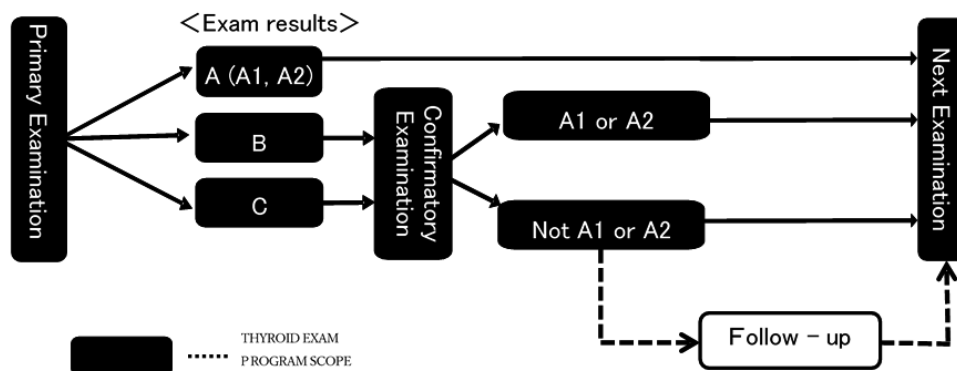 <Exam results>
Primary Examination
A (A1, A2)
B
C
Confirmatory
Examination
A1 or A2
Not A1 or A2
Next Examination
Follow - up
THYROID EXAM
PROGRAM SCOPE